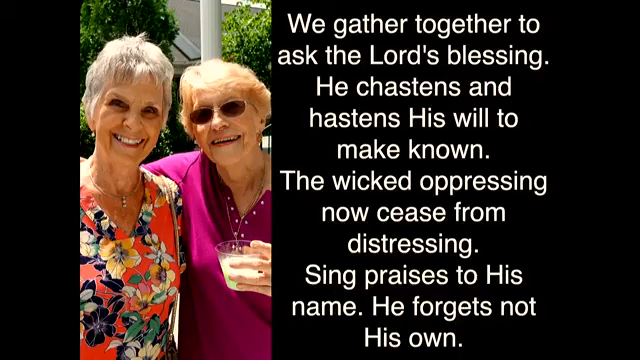 We gather together to
ask the Lord's blessing.
He chastens and
hastens His will to
make known.
The wicked oppressing
now cease from
distressing.
Sing praises to His
name. He forgets not
His own.